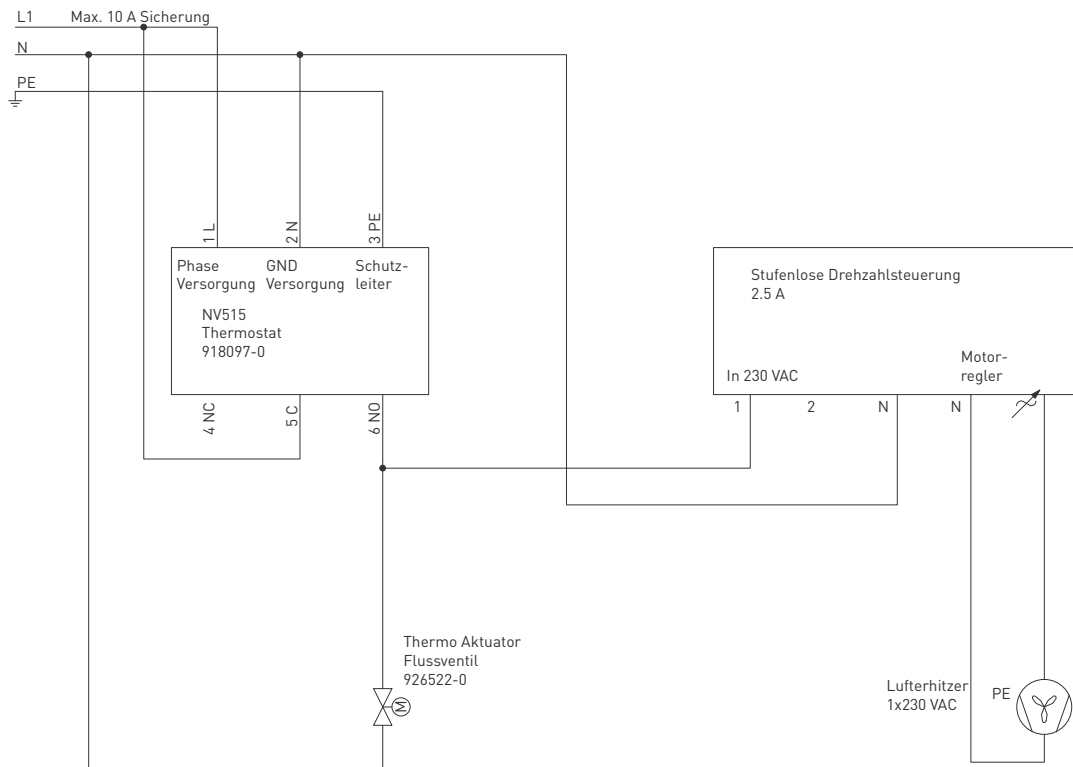 L1
Max. 10 A Sicherung
N
PE
1 L
2 N
3 PE
Phase
Versorgung
GND
Versorgung
Schutz-
leiter
NV515
Thermostat
918097-0
4 NC
5 C
6 NO
Stufenlose Drehzahlsteuerung
2.5 A
In 230 VAC
Motor-
regler
1
2
N
N
Thermo Aktuator
Flussventil
926522-0
M
Lufterhitzer
1x230 VAC
PE